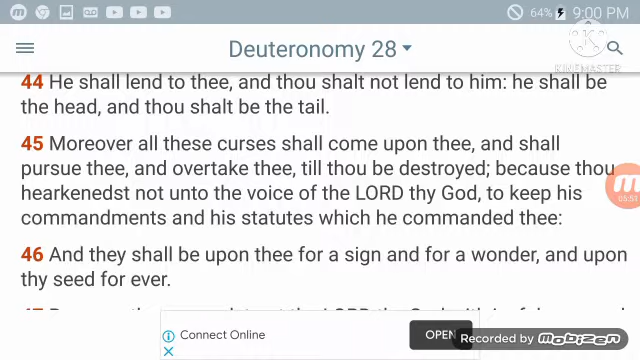 64% 9:00 PM
Deuteronomy 28
KINEMASTER
44 He shall lend to thee, and thou shalt not lend to him: he shall be
the head, and thou shalt be the tail.
45 Moreover all these curses shall come upon thee, and shall
pursue thee, and overtake thee, till thou be destroyed; because thou
hearkenedst not unto the voice of the LORD thy God, to keep his
commandments and his statutes which he commanded thee:
05:51
46 And they shall be upon thee for a sign and for a wonder, and upon
thy seed for ever.
Connect Online
OPEN
Recorded by MOBIZEN